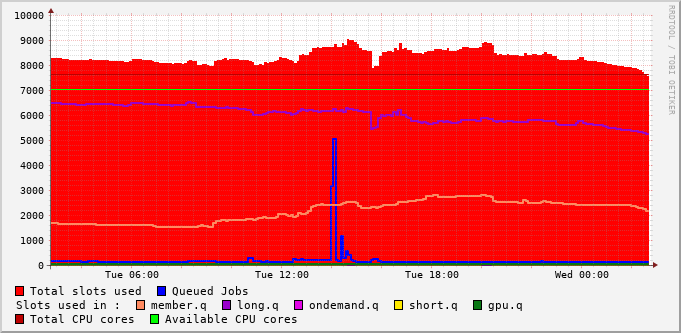 10000
9000
8000
7000
6000
5000
4000
3000
2000
1000
0
Tue 06:00 Tue 12:00 Tue 18:00 Wed 00:00
RRDTOOL / TOBI OETIKER
Total slots used Queued Jobs
Slots used in : member.q long.q ondemand.q short.q gpu.q
Total CPU cores Available CPU cores